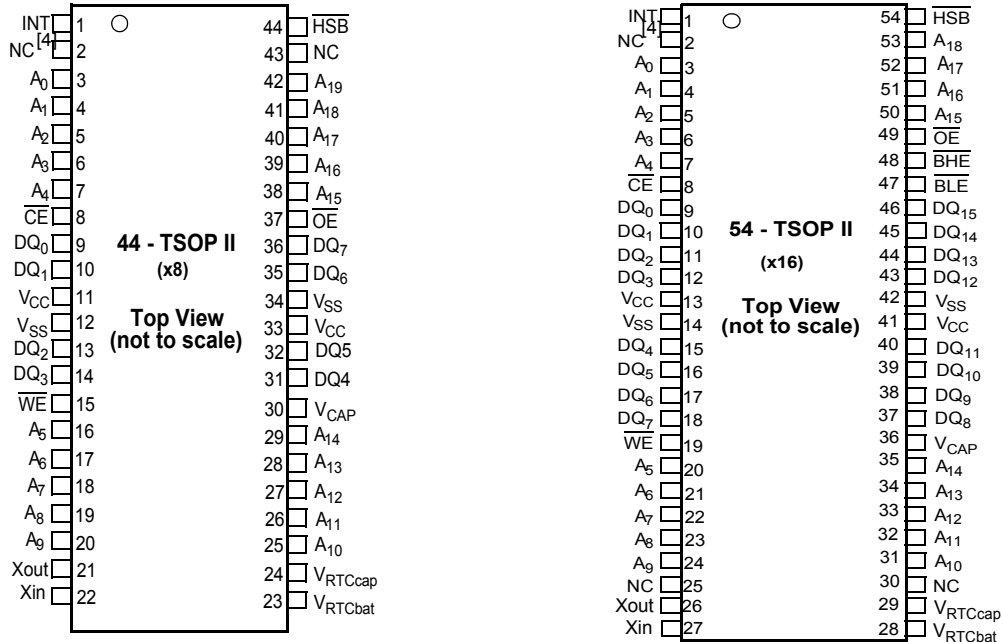 INT 1 44 HSB
NC [4] 2 43 NC
A0 3 42 A19
A1 4 41 A18
A2 5 40 A17
A3 6 39 A16
A4 7 38 A15
CE 8 37 OE
DQ0 9 36 DQ7
DQ1 10 35 DQ6
VCC 11 34 VSS
VSS 12 33 VCC
DQ2 13 32 DQ5
DQ3 14 31 DQ4
WE 15 30 VCAP
A5 16 29 A14
A6 17 28 A13
A7 18 27 A12
A8 19 26 A11
A9 20 25 A10
Xout 21 24 VRTCcap
Xin 22 23 VRTCbat
44 - TSOP II
(x8)
Top View
(not to scale)
INT 1 54 HSB
NC [4] 2 53 A18
A0 3 52 A17
A1 4 51 A16
A2 5 50 A15
A3 6 49 OE
A4 7 48 BHE
CE 8 47 BLE
DQ0 9 46 DQ15
DQ1 10 45 DQ14
DQ2 11 44 DQ13
DQ3 12 43 DQ12
VCC 13 42 VSS
VSS 14 41 VCC
DQ4 15 40 DQ11
DQ5 16 39 DQ10
DQ6 17 38 DQ9
DQ7 18 37 DQ8
WE 19 36 VCAP
A5 20 35 A14
A6 21 34 A13
A7 22 33 A12
A8 23 32 A11
A9 24 31 A10
NC 25 30 NC
Xout 26 29 VRTCcap
Xin 27 28 VRTCbat
54 - TSOP II
(x16)
Top View
(not to scale)